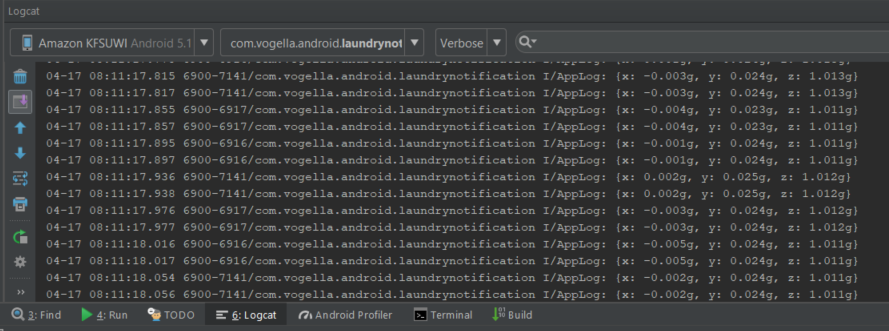 Logcat
Amazon KFSUWI Android 5.1
com.vogella.android.laundrynot
Verbose
04-17 08:11:17.815 6900-7141/com.vogella.android.laundrynotification I/AppLog: {x: -0.003g, y: 0.024g, z: 1.013g}
04-17 08:11:17.817 6900-7141/com.vogella.android.laundrynotification I/AppLog: {x: -0.003g, y: 0.024g, z: 1.013g}
04-17 08:11:17.855 6900-6917/com.vogella.android.laundrynotification I/AppLog: {x: -0.004g, y: 0.023g, z: 1.011g}
04-17 08:11:17.857 6900-6917/com.vogella.android.laundrynotification I/AppLog: {x: -0.004g, y: 0.023g, z: 1.011g}
04-17 08:11:17.895 6900-6916/com.vogella.android.laundrynotification I/AppLog: {x: -0.001g, y: 0.024g, z: 1.011g}
04-17 08:11:17.897 6900-6916/com.vogella.android.laundrynotification I/AppLog: {x: -0.001g, y: 0.024g, z: 1.011g}
04-17 08:11:17.936 6900-7141/com.vogella.android.laundrynotification I/AppLog: {x: 0.002g, y: 0.025g, z: 1.012g}
04-17 08:11:17.938 6900-7141/com.vogella.android.laundrynotification I/AppLog: {x: 0.002g, y: 0.025g, z: 1.012g}
04-17 08:11:17.976 6900-6917/com.vogella.android.laundrynotification I/AppLog: {x: -0.003g, y: 0.024g, z: 1.012g}
04-17 08:11:17.977 6900-6917/com.vogella.android.laundrynotification I/AppLog: {x: -0.003g, y: 0.024g, z: 1.012g}
04-17 08:11:18.016 6900-6916/com.vogella.android.laundrynotification I/AppLog: {x: -0.005g, y: 0.024g, z: 1.011g}
04-17 08:11:18.017 6900-6916/com.vogella.android.laundrynotification I/AppLog: {x: -0.005g, y: 0.024g, z: 1.011g}
04-17 08:11:18.054 6900-7141/com.vogella.android.laundrynotification I/AppLog: {x: -0.002g, y: 0.024g, z: 1.011g}
04-17 08:11:18.056 6900-7141/com.vogella.android.laundrynotification I/AppLog: {x: -0.002g, y: 0.024g, z: 1.011g}
3: Find
4: Run
TODO
6: Logcat
Android Profiler
Terminal
Build